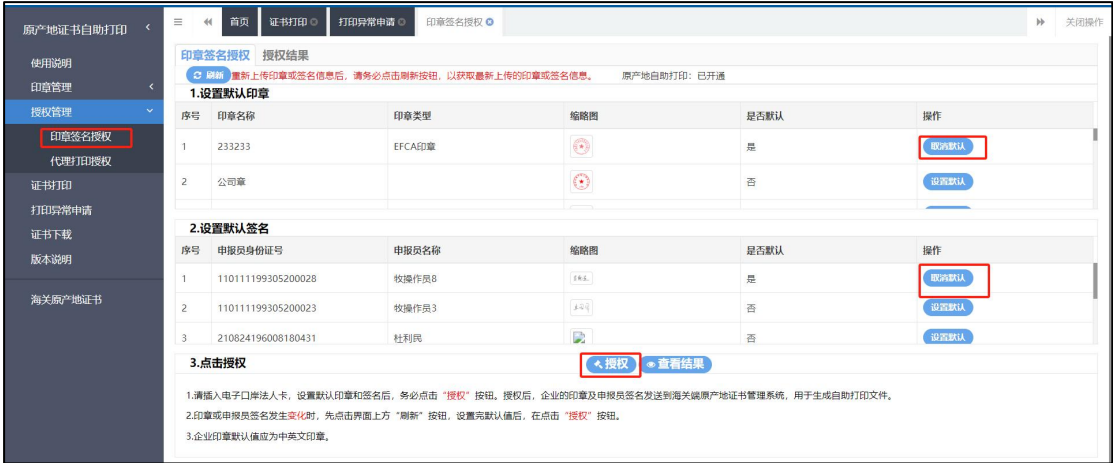 原产地证书自助打印
使用说明
印章管理
授权管理
印章签名授权
代理打印授权
证书打印
打印异常申请
证书下载
版本说明
海关原产地证书
首页 证书打印 打印异常申请 印章签名授权 关闭操作
印章签名授权 授权结果
刷新 重新上传印章或签名信息后，请务必点击刷新按钮，以获取最新上传的印章或签名信息。 原产地自助打印：已开通
1.设置默认印章
序号 印章名称 印章类型 缩略图 是否默认 操作
1 233233 EFCA印章 是 取消默认
2 公司章 否 设置默认
2.设置默认签名
序号 申报员身份证号 申报员名称 缩略图 是否默认 操作
1 110111199305200028 牧操作员8 是 取消默认
2 110111199305200023 牧操作员3 否 设置默认
3 210824196008180431 杜利民 否 设置默认
3.点击授权 授权 查看结果
1.请插入电子口岸法人卡，设置默认印章和签名后，务必点击“授权”按钮。授权后，企业的印章及申报员签名发送到海关端原产地证书管理系统，用于生成自助打印文件。
2.印章或申报员签名发生变化时，先点击界面上方“刷新”按钮，设置完默认值后，在点击“授权”按钮。
3.企业印章默认值应为中英文印章。